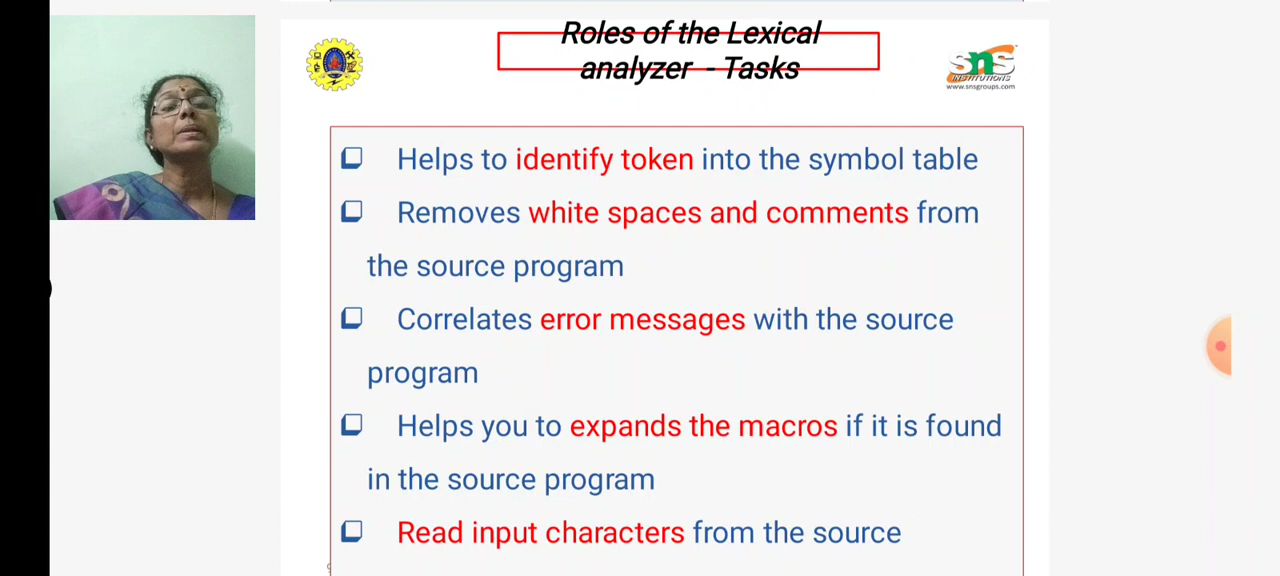 Roles of the Lexical
analyzer - Tasks
sns
INSTITUTIONS
www.snsgroups.com
Helps to identify token into the symbol table
Removes white spaces and comments from
the source program
Correlates error messages with the source
program
Helps you to expands the macros if it is found
in the source program
Read input characters from the source